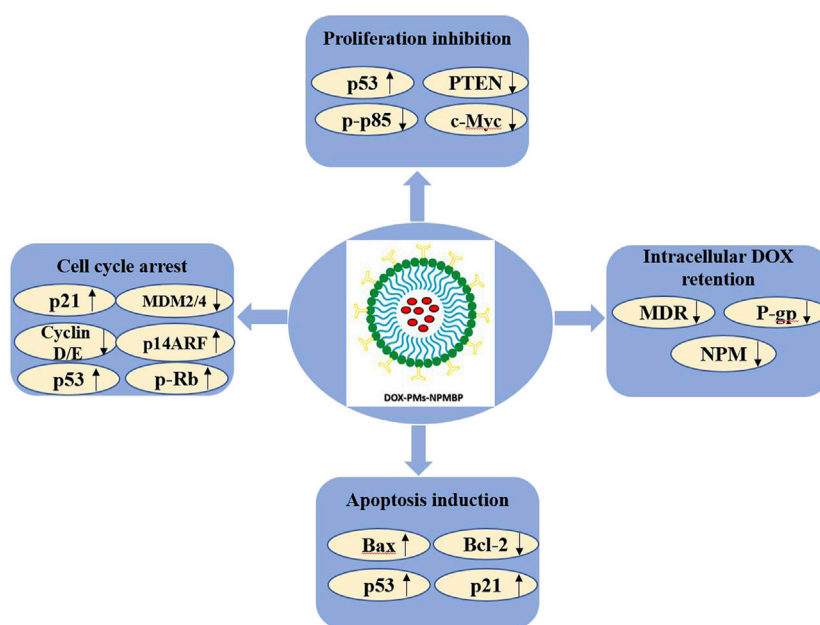 Proliferation inhibition
p53 ↑ PTEN ↓
p-p85 ↓ c-Myc ↓
Cell cycle arrest
p21 ↑ MDM2/4 ↓
Cyclin D/E ↓ p14ARF ↑
p53 ↑ p-Rb ↑
DOX-PMs-NPMBP
Intracellular DOX
retention
MDR ↓ P-gp ↓
NPM ↓
Apoptosis induction
Bax ↑ Bcl-2 ↓
p53 ↑ p21 ↑